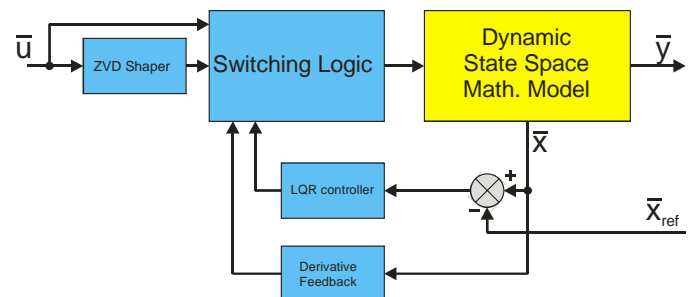 ū
ZVD Shaper
Switching Logic
Dynamic
State Space
Math. Model
ȳ
x̄
+
−
LQR controller
x̄ref
Derivative
Feedback